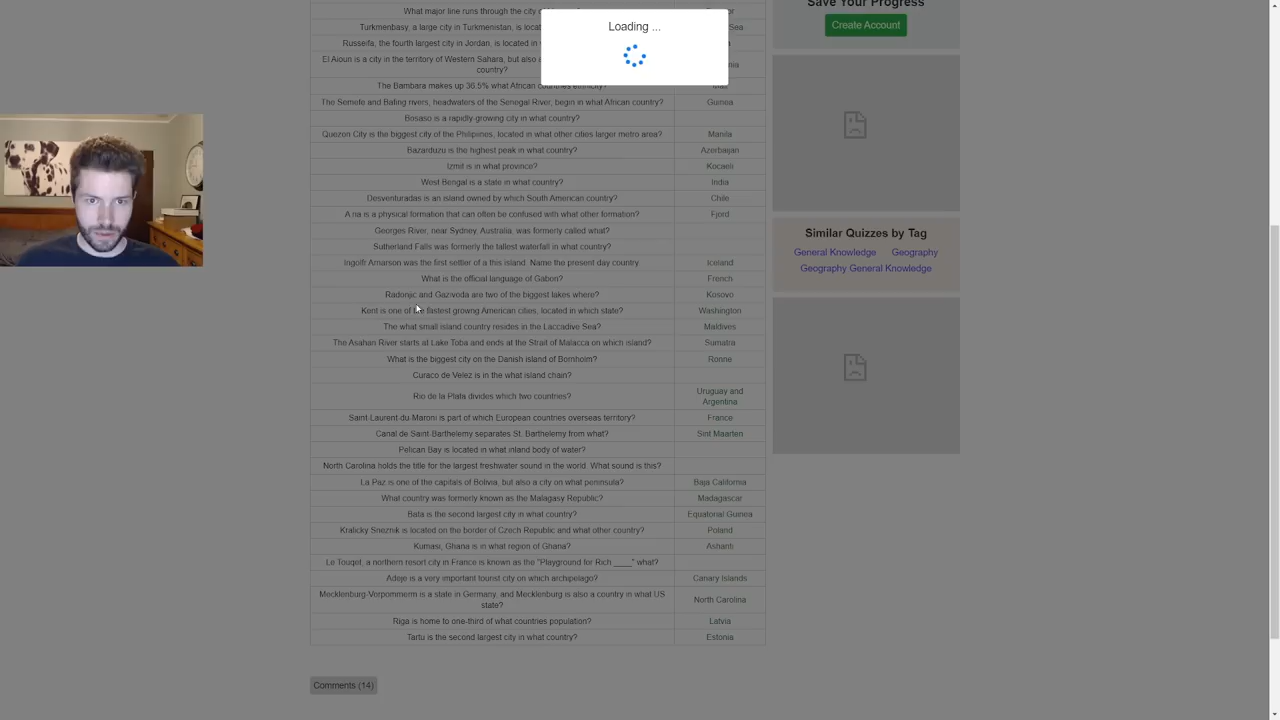 Save Your Progress
Create Account
Loading ...
What major line runs through the city of
Turkmenbasy, a large city in Turkmenistan, is locat Sea
Russeifa, the fourth largest city in Jordan, is located in
El Aioun is a city in the territory of Western Sahara, but also
country?
The Bambara makes up 36.5% what African countries ethnicity? Mali
The Semefe and Bafing rivers, headwaters of the Senegal River, begin in what African country? Guinea
Bosaso is a rapidly-growing city in what country?
Quezon City is the biggest city of the Philipines, located in what other cities larger metro area? Manila
Bazarduzu is the highest peak in what country? Azerbaijan
Izmit is in what province? Kocaeli
West Bengal is a state in what country? India
Desventuradas is an island owned by which South American country? Chile
A ria is a physical formation that can often be confused with what other formation? Fjord
Georges River, near Sydney, Australia, was formerly called what?
Sutherland Falls was formerly the tallest waterfall in what country?
Ingolfr Arnarson was the first settler of a this island. Name the present day country Iceland
What is the official language of Gabon? French
Radonjic and Gazivoda are two of the biggest lakes where? Kosovo
Kent is one of the fastest growng American cities, located in which state? Washington
The what small island country resides in the Laccadive Sea? Maldives
The Asahan River starts at Lake Toba and ends at the Strait of Malacca on which island? Sumatra
What is the biggest city on the Danish island of Bornholm? Ronne
Curaco de Velez is in the what island chain?
Rio de la Plata divides which two countries? Uruguay and
Argentina
Saint-Laurent-du-Maroni is part of which European countries overseas territory? France
Canal de Saint-Barthelemy separates St. Barthelemy from what? Sint Maarten
Pelican Bay is located in what inland body of water?
North Carolina holds the title for the largest freshwater sound in the world. What sound is this?
La Paz is one of the capitals of Bolivia, but also a city on what peninsula? Baja California
What country was formerly known as the Malagasy Republic? Madagascar
Bata is the second largest city in what country? Equatorial Guinea
Kralicky Sneznik is located on the border of Czech Republic and what other country? Poland
Kumasi, Ghana is in what region of Ghana? Ashanti
Le Touqet, a northern resort city in France is known as the "Playground for Rich ____" what?
Adeje is a very important tourist city on which archipelago? Canary Islands
Mecklenburg-Vorpommern is a state in Germany, and Mecklenburg is also a country in what US
state? North Carolina
Riga is home to one-third of what countries population? Latvia
Tartu is the second largest city in what country? Estonia
Similar Quizzes by Tag
General Knowledge Geography
Geography General Knowledge
Comments (14)